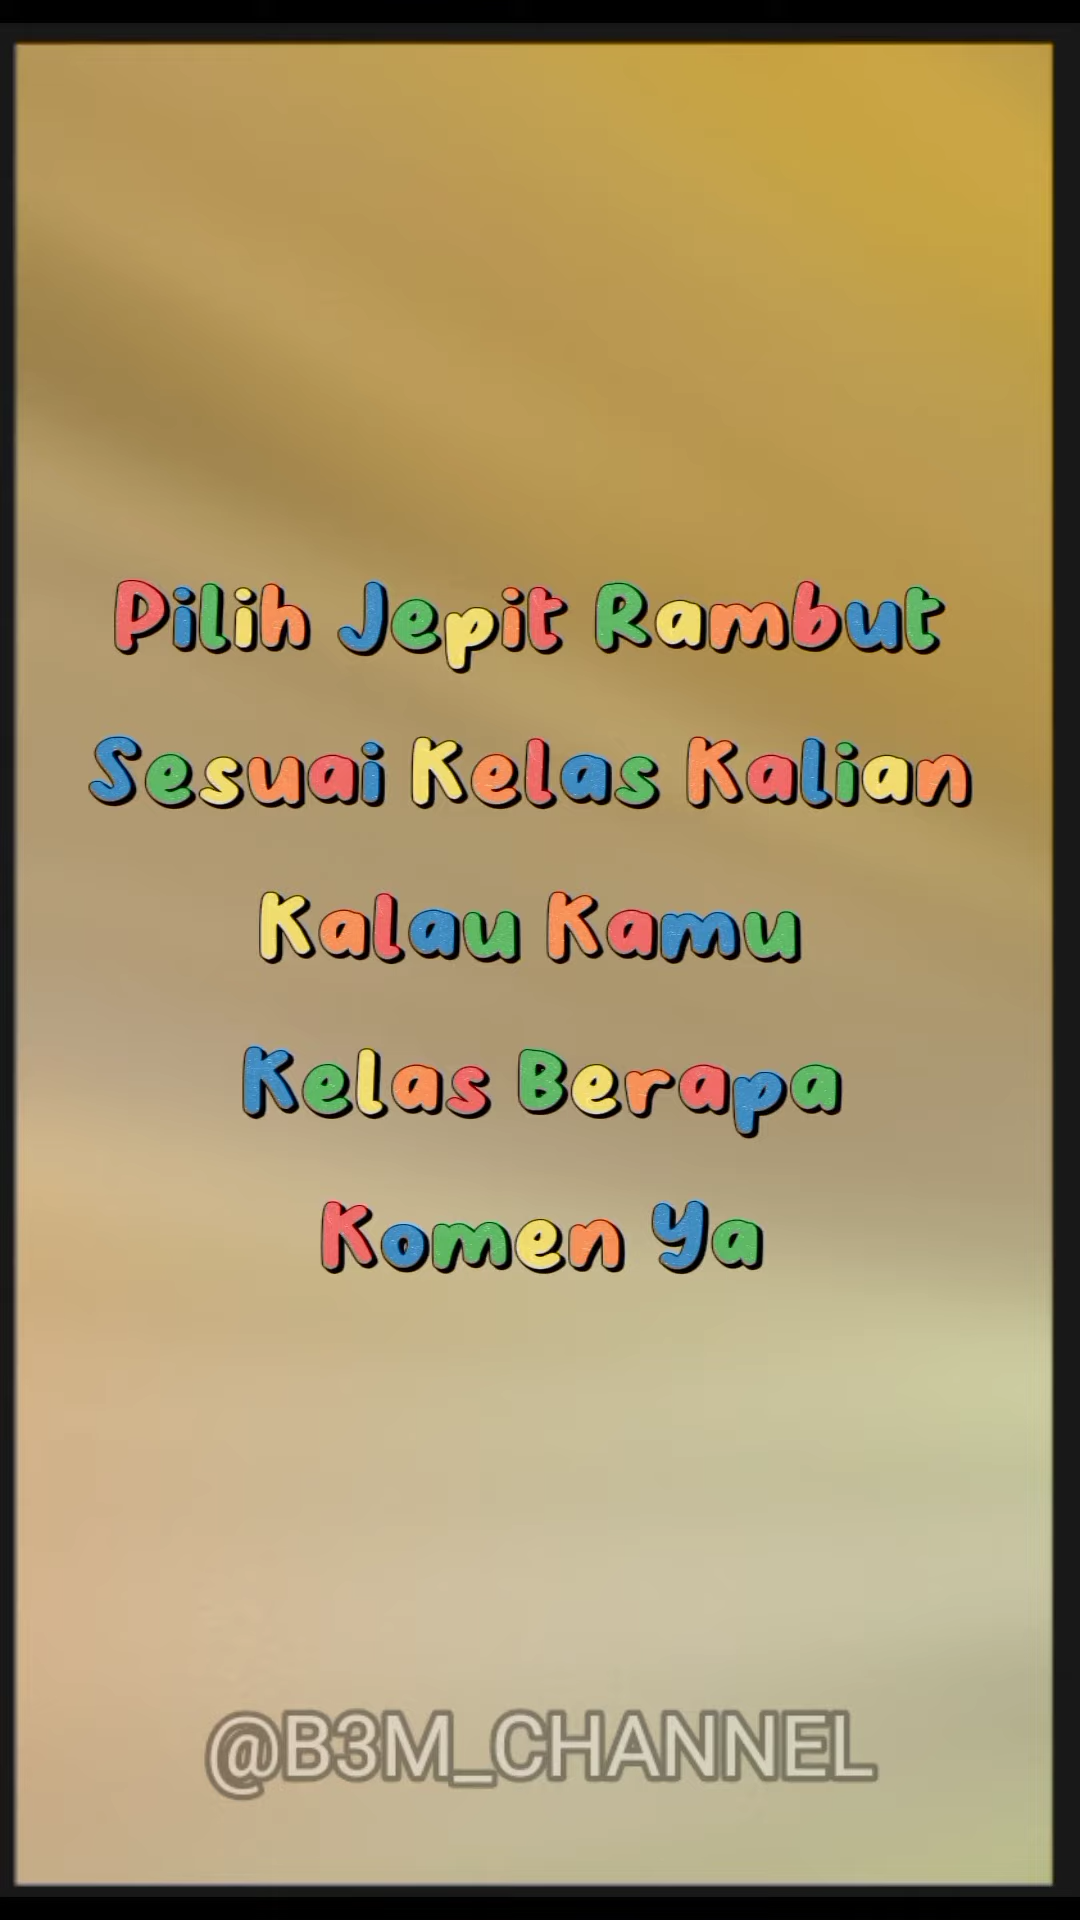 Pilih Jepit Rambut
Sesuai Kelas Kalian
Kalau Kamu
Kelas Berapa
Komen Ya
@B3M_CHANNEL